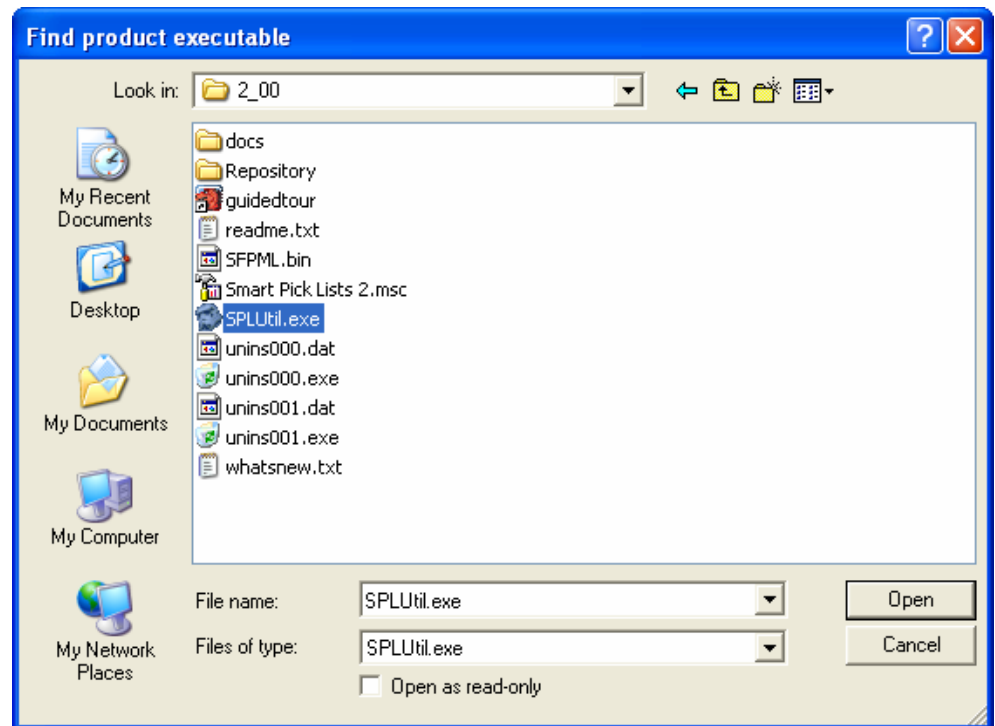 Find product executable
Look in:
2_00
My Recent
Documents
Desktop
My Documents
My Computer
My Network
Places
docs
Repository
guidedtour
readme.txt
SFPML.bin
Smart Pick Lists 2.msc
SPLUtil.exe
unins000.dat
unins000.exe
unins001.dat
unins001.exe
whatsnew.txt
File name:
SPLUtil.exe
Open
Files of type:
SPLUtil.exe
Cancel
Open as read-only